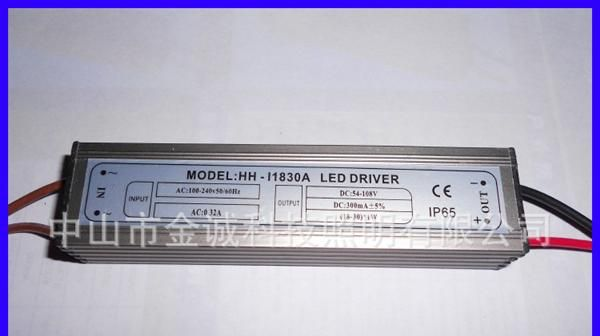 MODEL:HH - I1830A LED DRIVER
IN
INPUT
AC:100-240x50/60Hz
AC:0.32A
OUTPUT
DC:54-108V
DC:300mA±5%
(18-30)*1W
CE
IP65
- OUT +
中山市金诚科技照明有限公司